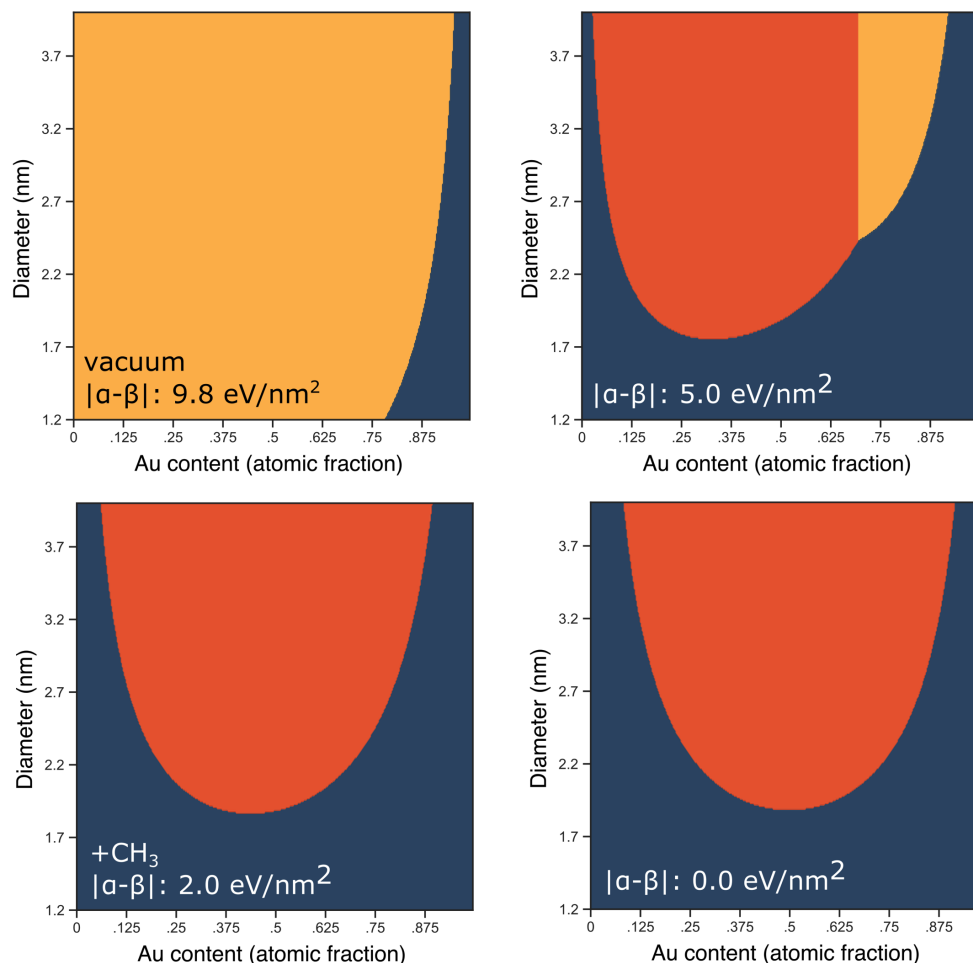 Diameter (nm)
3.7
3.2
2.7
2.2
1.7
1.2
vacuum
|α-β|: 9.8 eV/nm²
0 .125 .25 .375 .5 .625 .75 .875
Au content (atomic fraction)
Diameter (nm)
3.7
3.2
2.7
2.2
1.7
1.2
|α-β|: 5.0 eV/nm²
0 .125 .25 .375 .5 .625 .75 .875
Au content (atomic fraction)
Diameter (nm)
3.7
3.2
2.7
2.2
1.7
1.2
+CH₃
|α-β|: 2.0 eV/nm²
0 .125 .25 .375 .5 .625 .75 .875
Au content (atomic fraction)
Diameter (nm)
3.7
3.2
2.7
2.2
1.7
1.2
|α-β|: 0.0 eV/nm²
0 .125 .25 .375 .5 .625 .75 .875
Au content (atomic fraction)